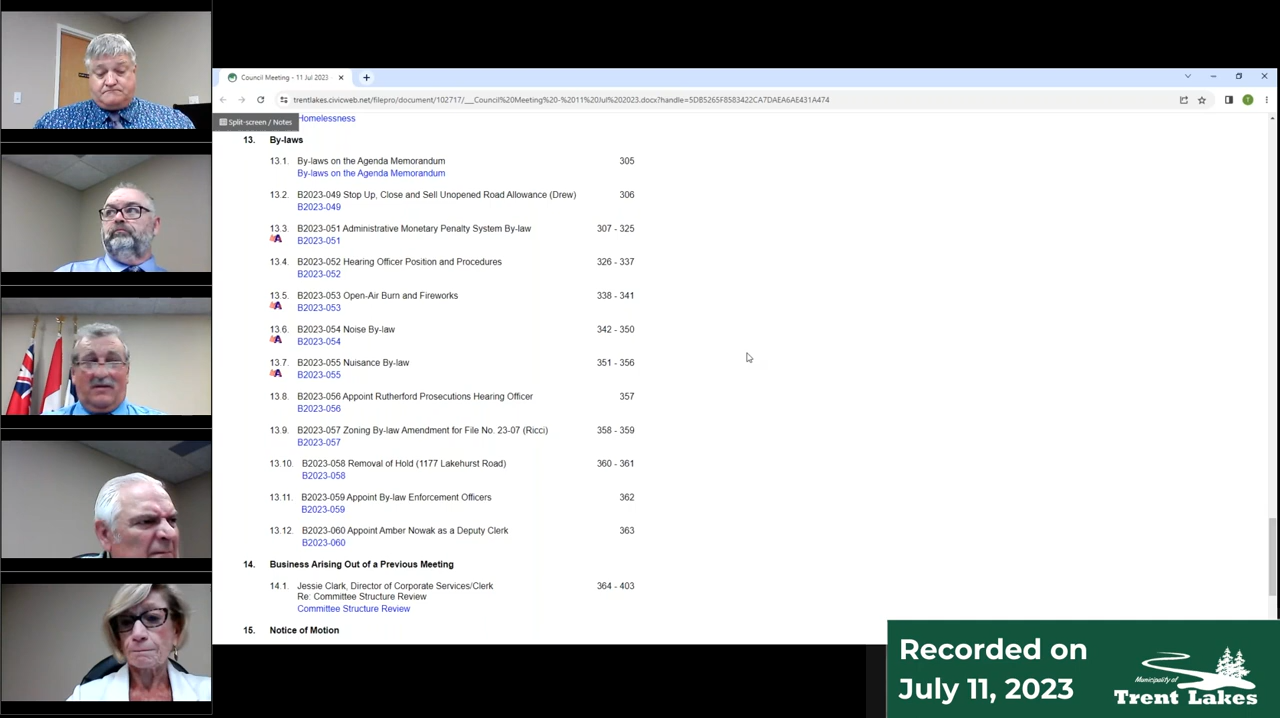 Council Meeting - 11 Jul 2023
trentlakes.civicweb.net/filepro/document/102717/__Council%20Meeting%20-%2011%20Jul%202023.docx?handle=5DB5265F8583422CA7DAEA6AE431A474
Split-screen / Notes
Homelessness
13. By-laws
13.1. By-laws on the Agenda Memorandum 305
By-laws on the Agenda Memorandum
13.2. B2023-049 Stop Up, Close and Sell Unopened Road Allowance (Drew) 306
B2023-049
13.3. B2023-051 Administrative Monetary Penalty System By-law 307 - 325
B2023-051
13.4. B2023-052 Hearing Officer Position and Procedures 326 - 337
B2023-052
13.5. B2023-053 Open-Air Burn and Fireworks 338 - 341
B2023-053
13.6. B2023-054 Noise By-law 342 - 350
B2023-054
13.7. B2023-055 Nuisance By-law 351 - 356
B2023-055
13.8. B2023-056 Appoint Rutherford Prosecutions Hearing Officer 357
B2023-056
13.9. B2023-057 Zoning By-law Amendment for File No. 23-07 (Ricci) 358 - 359
B2023-057
13.10. B2023-058 Removal of Hold (1177 Lakehurst Road) 360 - 361
B2023-058
13.11. B2023-059 Appoint By-law Enforcement Officers 362
B2023-059
13.12. B2023-060 Appoint Amber Nowak as a Deputy Clerk 363
B2023-060
14. Business Arising Out of a Previous Meeting
14.1. Jessie Clark, Director of Corporate Services/Clerk 364 - 403
Re: Committee Structure Review
Committee Structure Review
15. Notice of Motion
Recorded on
July 11, 2023
Municipality of
Trent Lakes